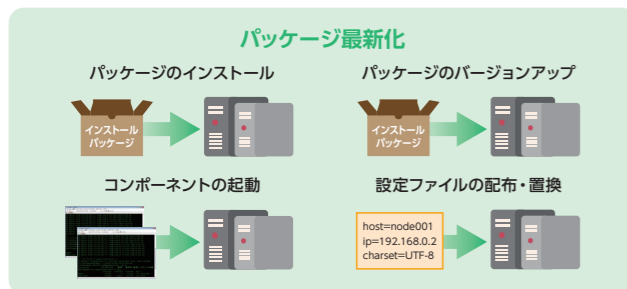 パッケージ最新化
パッケージのインストール
パッケージのバージョンアップ
インストール
パッケージ
インストール
パッケージ
コンポーネントの起動
設定ファイルの配布・置換
host=node001
ip=192.168.0.2
charset=UTF-8